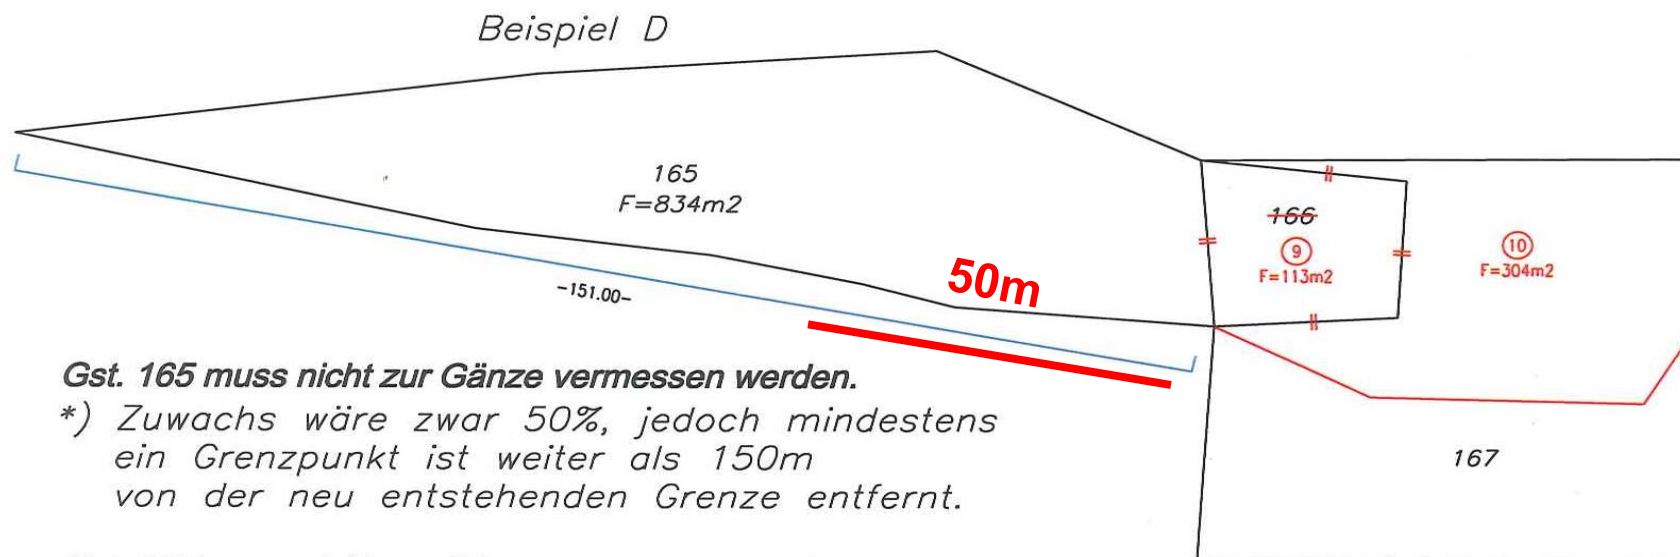 Beispiel D
165
F=834m2
166
9
F=113m2
10
F=304m2
50m
-151.00-
Gst. 165 muss nicht zur Gänze vermessen werden.
*) Zuwachs wäre zwar 50%, jedoch mindestens
ein Grenzpunkt ist weiter als 150m
von der neu entstehenden Grenze entfernt.
167